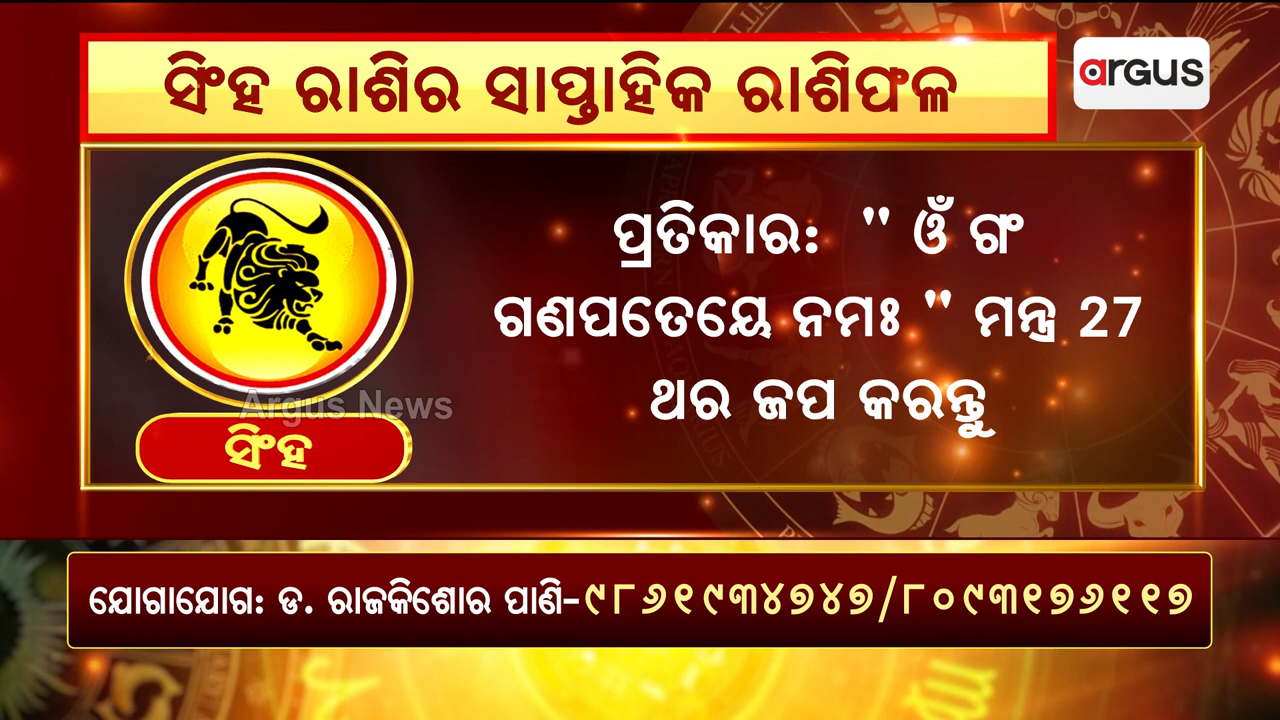 ସିଂହ ରାଶିର ସାପ୍ତାହିକ ରାଶିଫଳ
argus
ପ୍ରତିକାର: " ଓଁ ଗଂ
ଗଣପତେୟେ ନମଃ " ମନ୍ତ୍ର 27
ଥର ଜପ କରନ୍ତୁ
Argus News
ସିଂହ
ଯୋଗାଯୋଗ: ଡ. ରାଜକିଶୋର ପାଣି-୯୮୬୧୯୩୪୭୪୭/୮୦୯୩୧୭୬୧୧୭